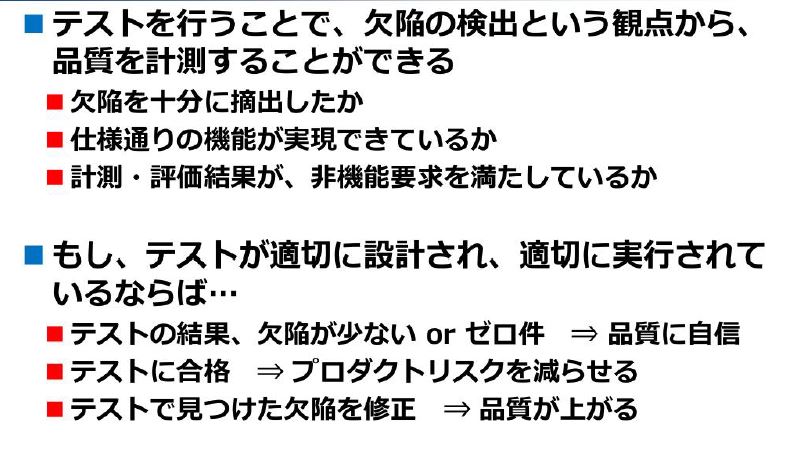 テストを行うことで、欠陥の検出という観点から、
品質を計測することができる
欠陥を十分に摘出したか
仕様通りの機能が実現できているか
計測・評価結果が、非機能要求を満たしているか
もし、テストが適切に設計され、適切に実行されて
いるならば…
テストの結果、欠陥が少ない or ゼロ件　⇒ 品質に自信
テストに合格　⇒ プロダクトリスクを減らせる
テストで見つけた欠陥を修正　⇒ 品質が上がる